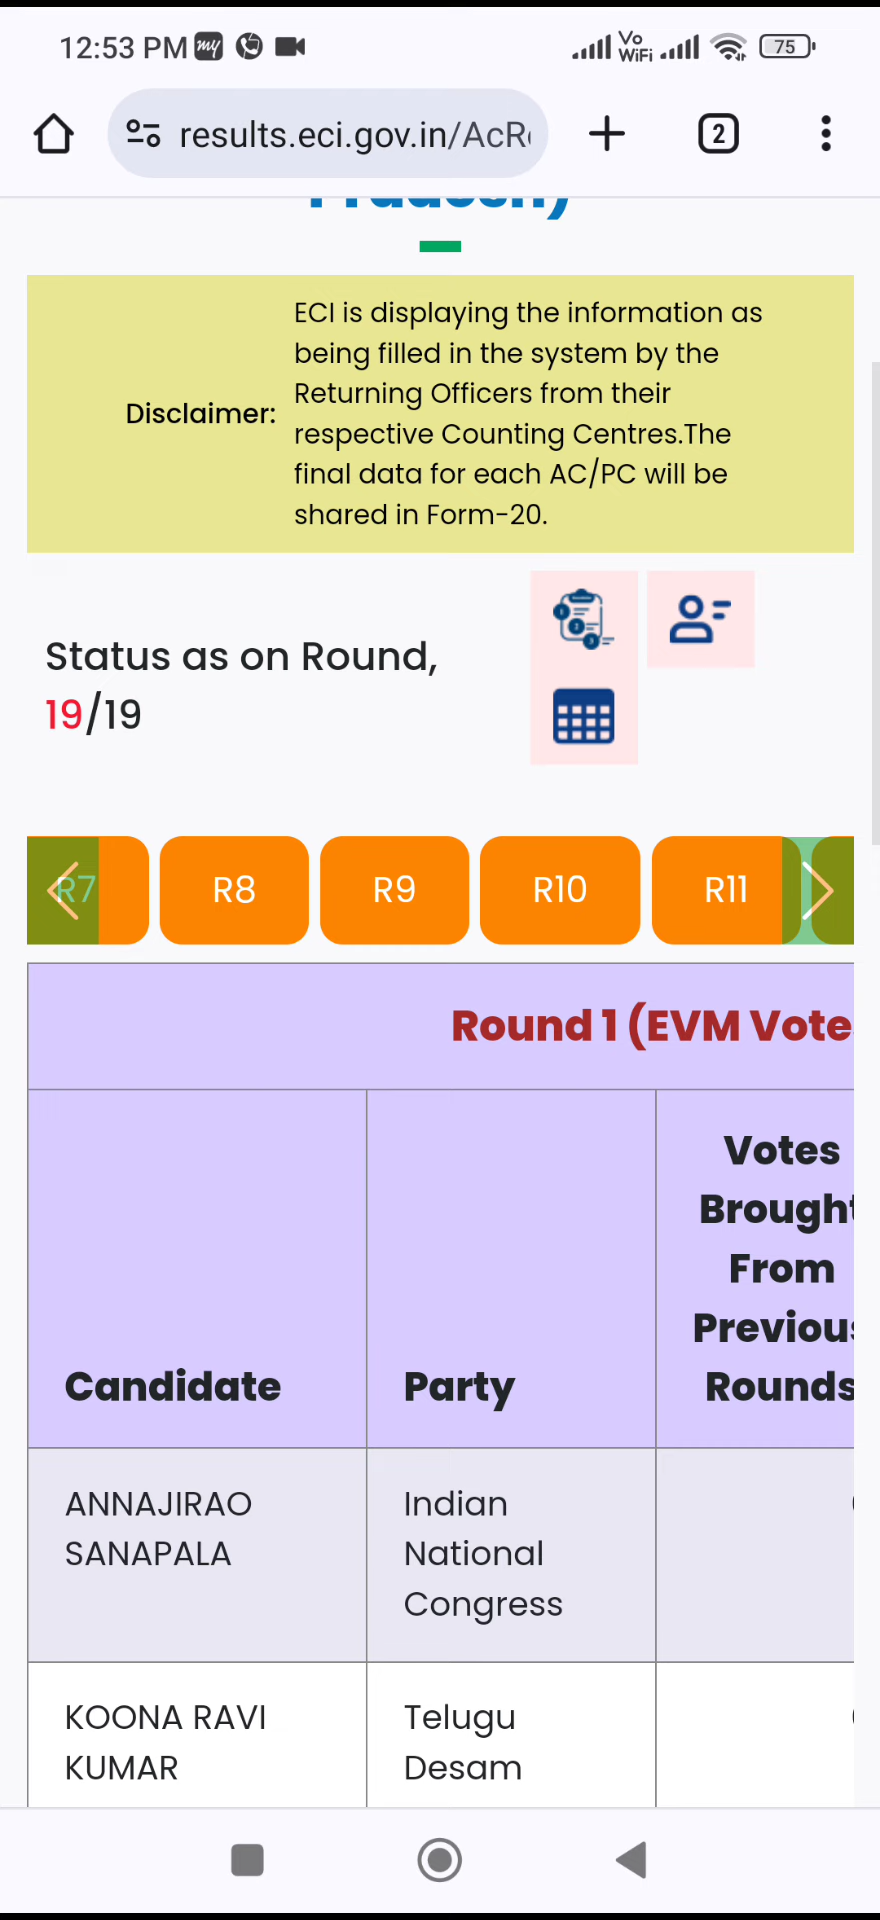 12:53 PM my
Vo
WiFi
75
results.eci.gov.in/AcR
2
Pradesh)
ECI is displaying the information as
being filled in the system by the
Disclaimer: Returning Officers from their
respective Counting Centres.The
final data for each AC/PC will be
shared in Form-20.
Status as on Round,
19/19
R7 R8 R9 R10 R11
Round 1 (EVM Vote
Votes
Brought
From
Previous
Candidate Party Rounds
ANNAJIRAO Indian
SANAPALA National
Congress
KOONA RAVI Telugu
KUMAR Desam